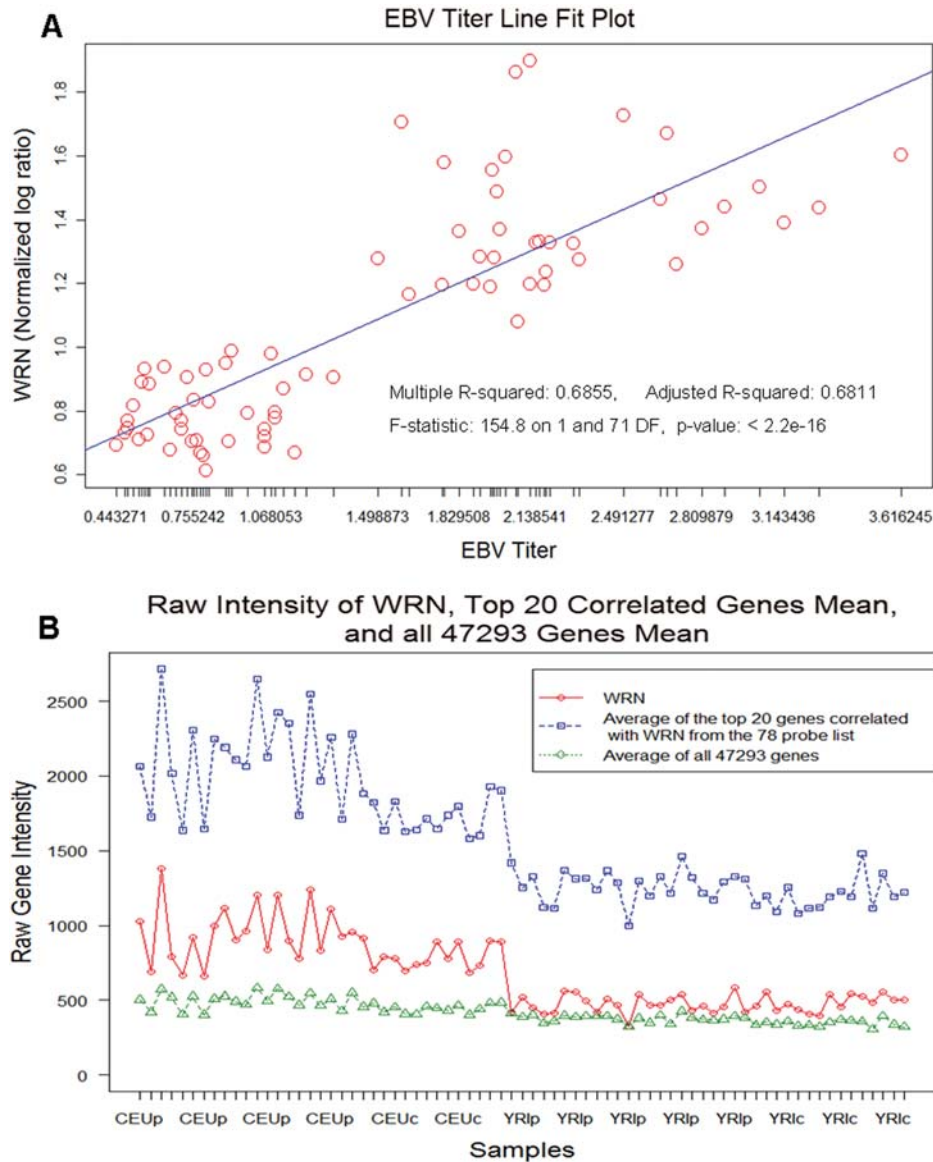 A
EBV Titer Line Fit Plot
WRN (Normalized log ratio)
1.8
1.6
1.4
1.2
1.0
0.8
0.6
Multiple R-squared: 0.6855, Adjusted R-squared: 0.6811
F-statistic: 154.8 on 1 and 71 DF, p-value: < 2.2e-16
0.443271 0.755242 1.068053 1.498873 1.829508 2.138541 2.491277 2.809879 3.143436 3.616245
EBV Titer
B
Raw Intensity of WRN, Top 20 Correlated Genes Mean,
and all 47293 Genes Mean
Raw Gene Intensity
2500
2000
1500
1000
500
0
WRN
Average of the top 20 genes correlated
with WRN from the 78 probe list
Average of all 47293 genes
CEUp CEUp CEUp CEUp CEUc CEUc YRIp YRIp YRIp YRIp YRIp YRIc YRIc
Samples